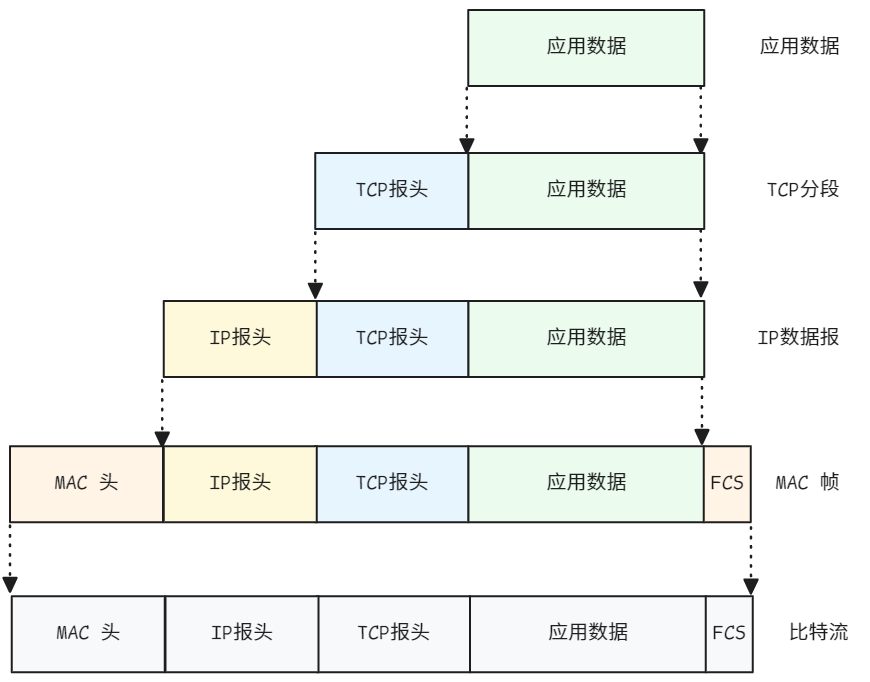 应用数据 应用数据
TCP报头 应用数据 TCP分段
IP报头 TCP报头 应用数据 IP数据报
MAC 头 IP报头 TCP报头 应用数据 FCS MAC 帧
MAC 头 IP报头 TCP报头 应用数据 FCS 比特流